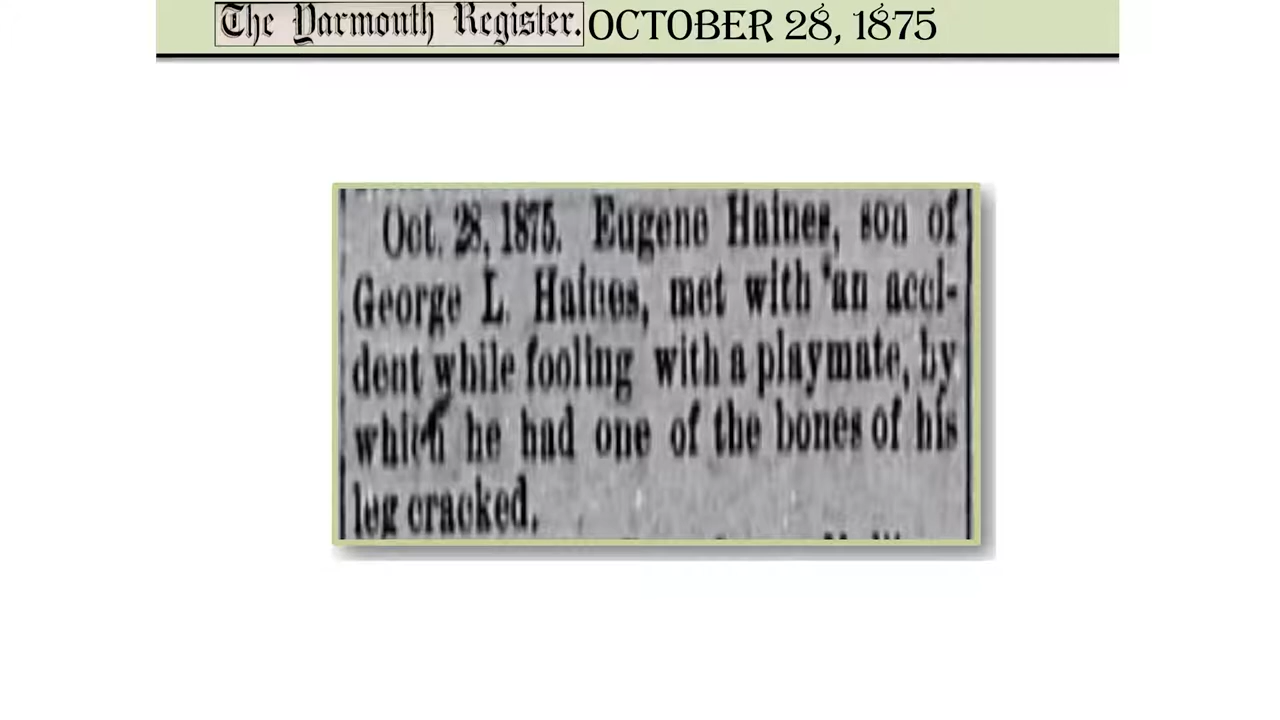 The Yarmouth Register. OCTOBER 28, 1875
Oct. 28, 1875. Eugene Haines, son of
George L. Haines, met with an acci-
dent while fooling with a playmate, by
which he had one of the bones of his
leg cracked.